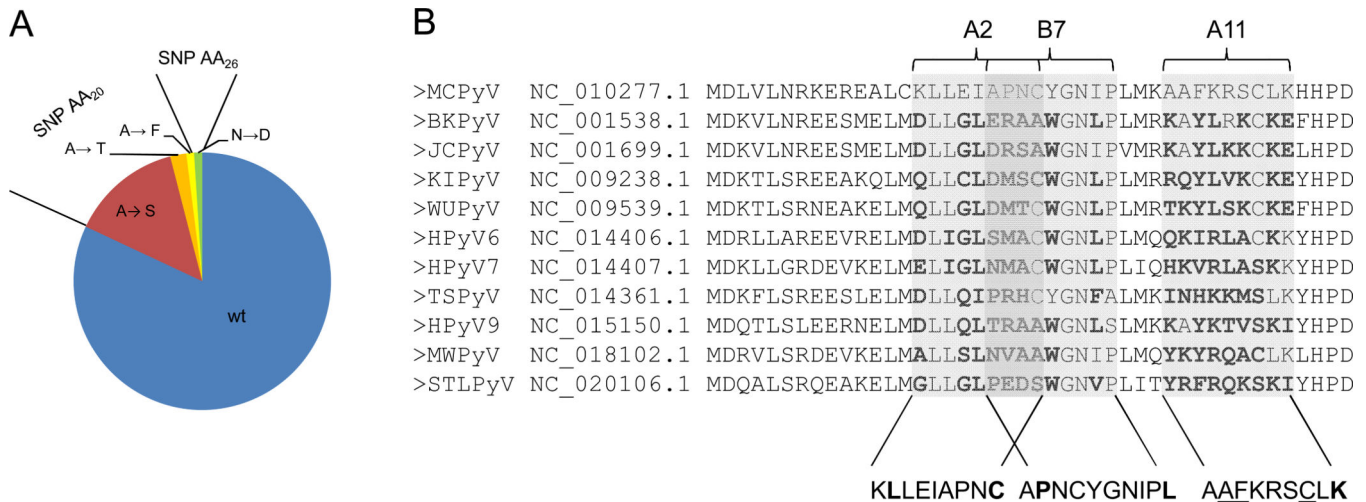 A
SNP AA26
SNP AA20
A→ F
N→D
A→ T
A→ S
wt
B
A2 B7 A11
>MCPyV NC_010277.1 MDLVLNRKEREALCKLLEIAPNCYGNIPLMKAAFKRSCLKHHPD
>BKPyV NC_001538.1 MDKVLNREESMELMDLLGLERAAWGNLPLMRKAYLRKCKEFHPD
>JCPyV NC_001699.1 MDKVLNREESMELMDLLGLDRSAWGNIPVMRKAYLKKCKELHPD
>KIPyV NC_009238.1 MDKTLSREEAKQLMQLLCLDMSCWGNLPLMRRQYLVKCKEYHPD
>WUPyV NC_009539.1 MDKTLSRNEAKELMQLLGLDMTCWGNLPLMRTKYLSKCKEFHPD
>HPyV6 NC_014406.1 MDRLLAREEVRELMDLIGLSMACWGNLPLMQQKIRLACKKYHPD
>HPyV7 NC_014407.1 MDKLLGRDEVKELMELIGLNMACWGNLPLIQHKVRLASKKYHPD
>TSPyV NC_014361.1 MDKFLSREESLELMDLLQIPRHCYGNFALMKINHKKMSLKYHPD
>HPyV9 NC_015150.1 MDQTLSLEERNELMDLLQLTRAAWGNLSLMKKAYKTVSKIYHPD
>MWPyV NC_018102.1 MDRVLSRDEVKELMALLSLNVAAWGNIPLMQYKYRQACLKLHPD
>STLPyV NC_020106.1 MDQALSRQEAKELMGLLGLPEDSWGNVPLITYRFRQKSKIYHPD
KLLEIAPNC APNCYGNIPL AAFKRSCLK